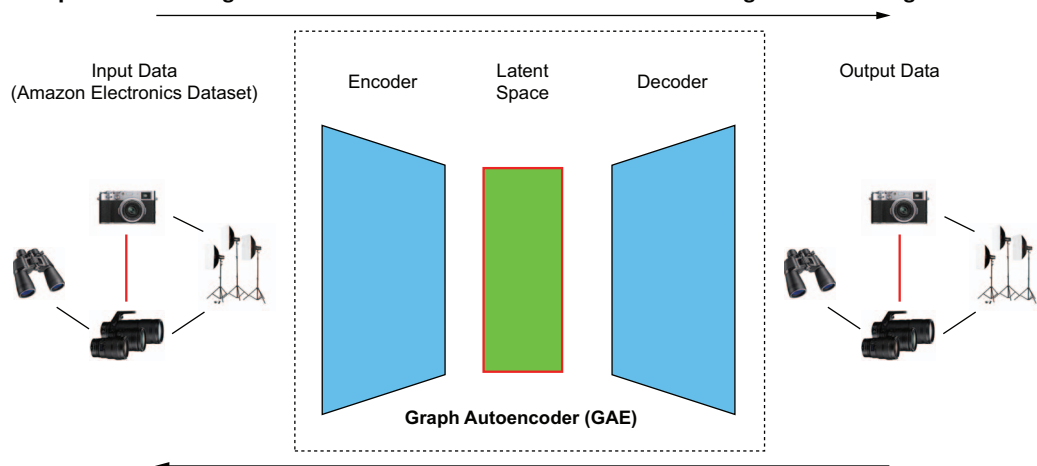 Input Data
(Amazon Electronics Dataset)
Encoder
Latent
Space
Decoder
Output Data
Graph Autoencoder (GAE)